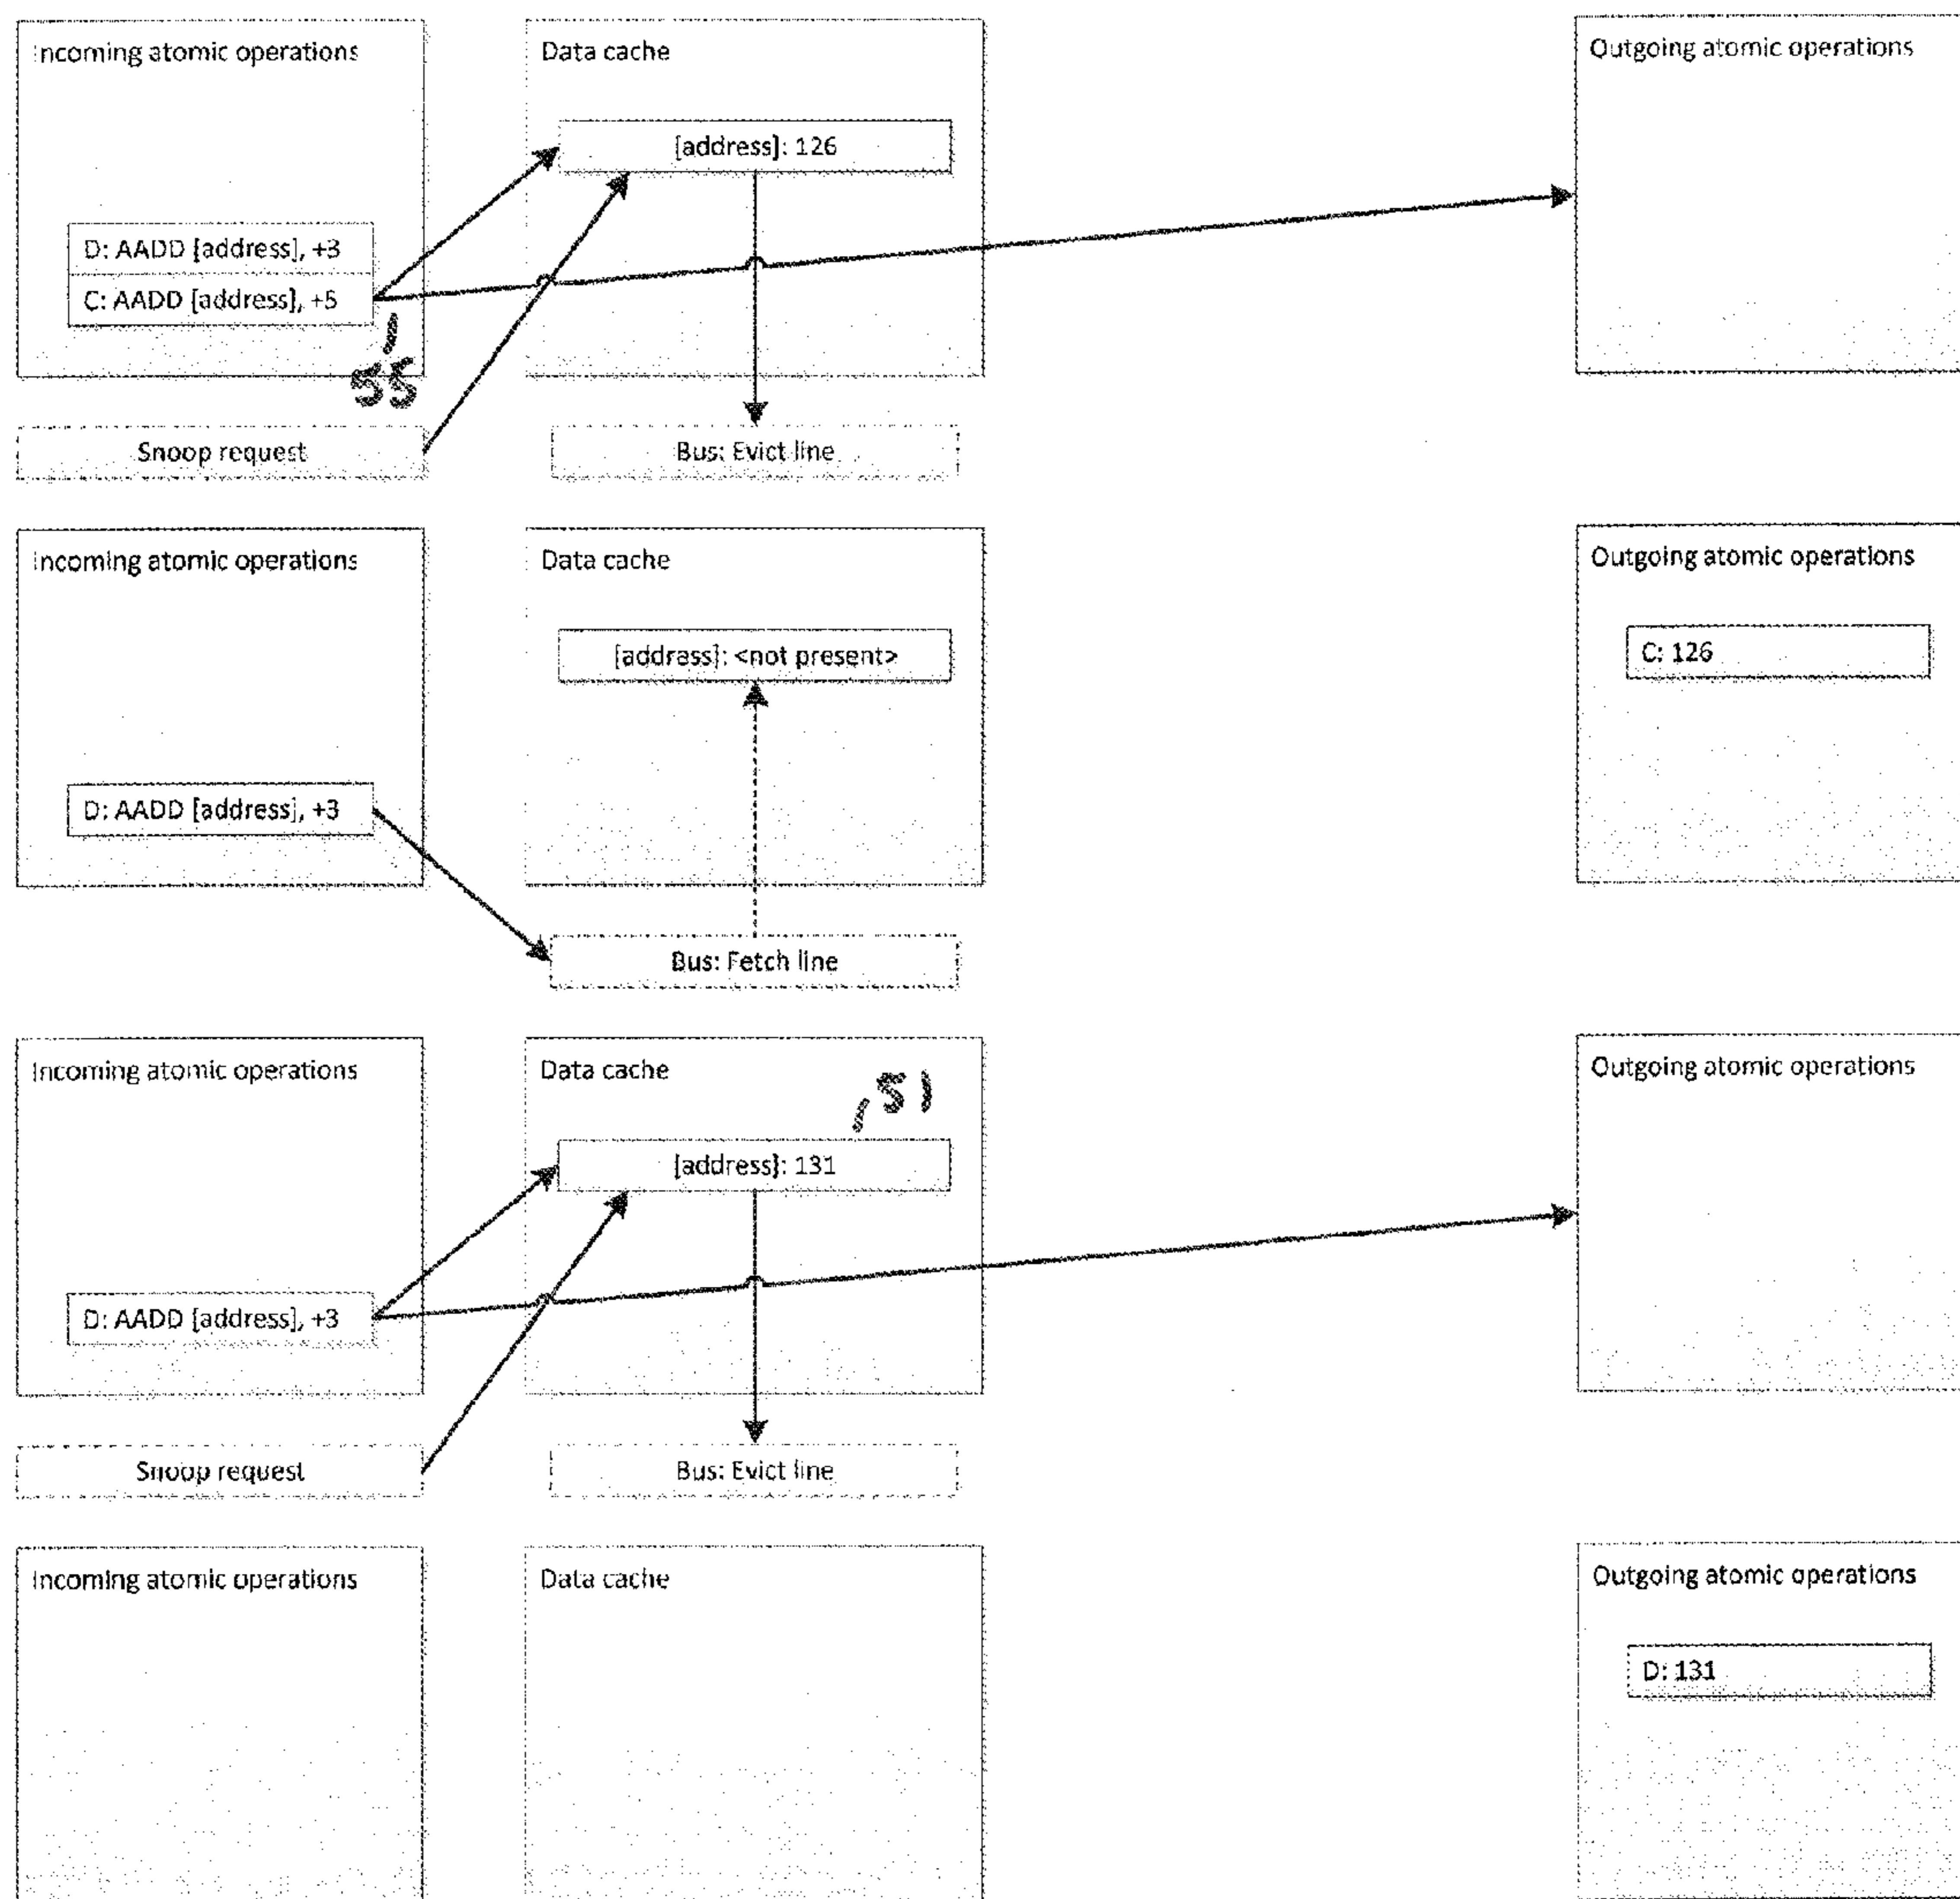 Incoming atomic operations
Data cache
Outgoing atomic operations
[address]: 126
D: AADD [address], +3
C: AADD [address], +5
55
Snoop request
Bus: Evict line
Incoming atomic operations
Data cache
Outgoing atomic operations
[address]: <not present>
C: 126
D: AADD [address], +3
Bus: Fetch line
Incoming atomic operations
Data cache
Outgoing atomic operations
51
[address]: 131
D: AADD [address], +3
Snoop request
Bus: Evict line
Incoming atomic operations
Data cache
Outgoing atomic operations
D: 131